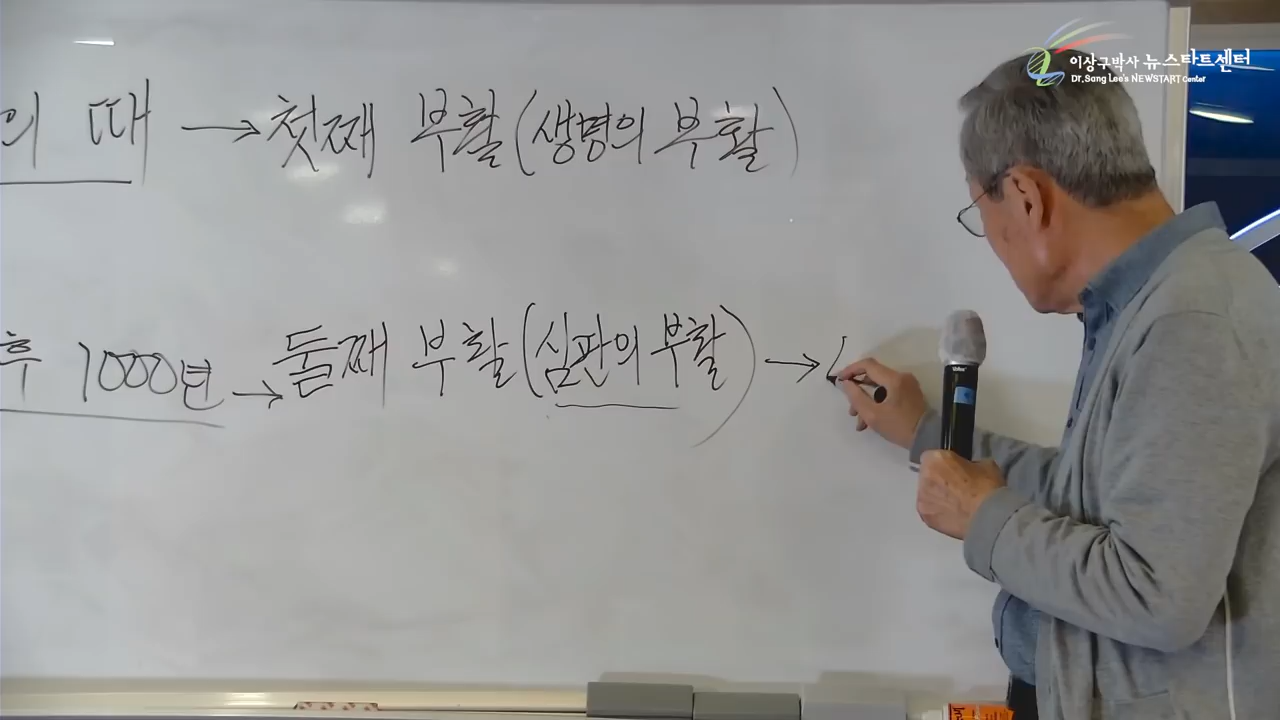 이상구박사 뉴스타트센터
Dr. Sang Lee's NEWSTART Center
의 때 → 첫째 부활(생명의 부활)
후 1000년 → 둘째 부활(심판의 부활) →